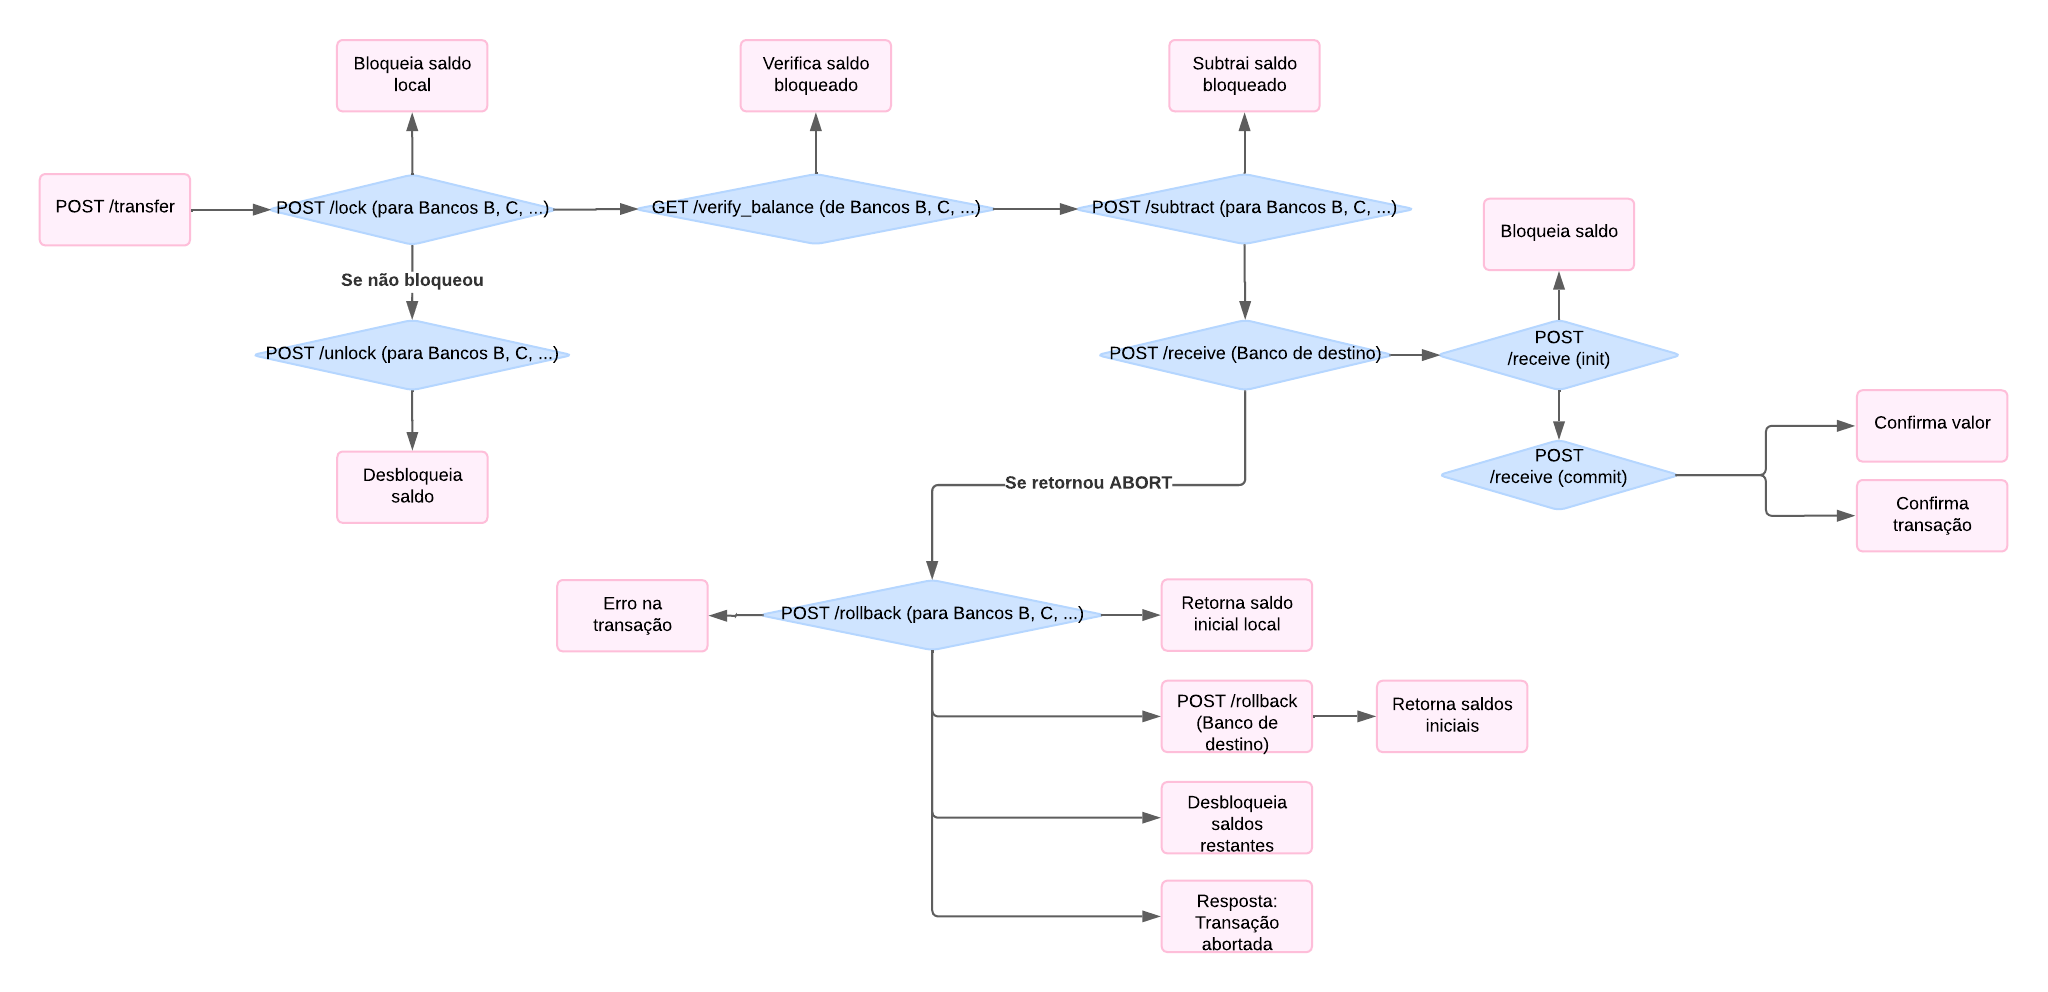 Bloqueia saldo
local
Verifica saldo
bloqueado
Subtrai saldo
bloqueado
POST /transfer
POST /lock (para Bancos B, C, ...)
GET /verify_balance (de Bancos B, C, ...)
POST /subtract (para Bancos B, C, ...)
Bloqueia saldo
Se não bloqueou
POST /unlock (para Bancos B, C, ...)
POST /receive (Banco de destino)
POST
/receive (init)
Desbloqueia
saldo
Se retornou ABORT
POST
/receive (commit)
Confirma valor
Confirma
transação
Erro na
transação
POST /rollback (para Bancos B, C, ...)
Retorna saldo
inicial local
POST /rollback
(Banco de
destino)
Retorna saldos
iniciais
Desbloqueia
saldos
restantes
Resposta:
Transação
abortada